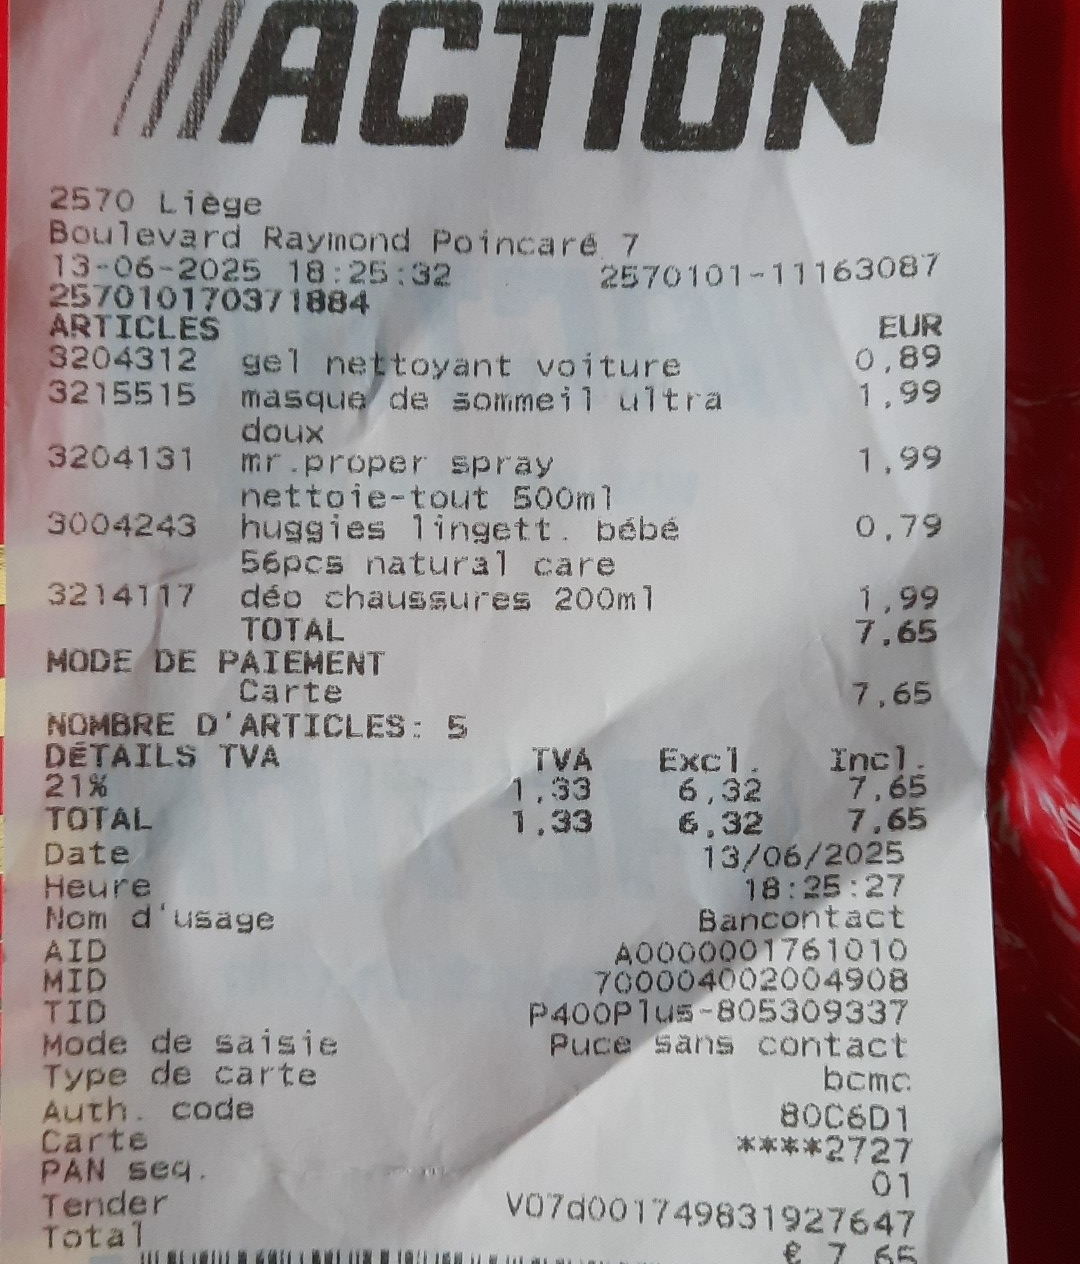 ACTION
2570 Liège
Boulevard Raymond Poincaré 7
13-06-2025 18:25:32 2570101-11163087
257010170371884
ARTICLES EUR
3204312 gel nettoyant voiture 0,89
3215515 masque de sommeil ultra 1,99
doux
3204131 mr.proper spray 1,99
nettoie-tout 500ml
3004243 huggies lingett. bébé 0,79
56pcs natural care
3214117 déo chaussures 200ml 1,99
TOTAL 7,65
MODE DE PAIEMENT
Carte 7,65
NOMBRE D'ARTICLES: 5
DÉTAILS TVA TVA Excl. Incl.
21% 1,33 6,32 7,65
TOTAL 1,33 6,32 7,65
Date 13/06/2025
Heure 18:25:27
Nom d'usage Bancontact
AID A0000001761010
MID 700004002004908
TID P400Plus-805309337
Mode de saisie Puce sans contact
Type de carte bcmc
Auth. code 80C6D1
Carte ****2727
PAN seq. 01
Tender V07d001749831927647
Total € 7,65